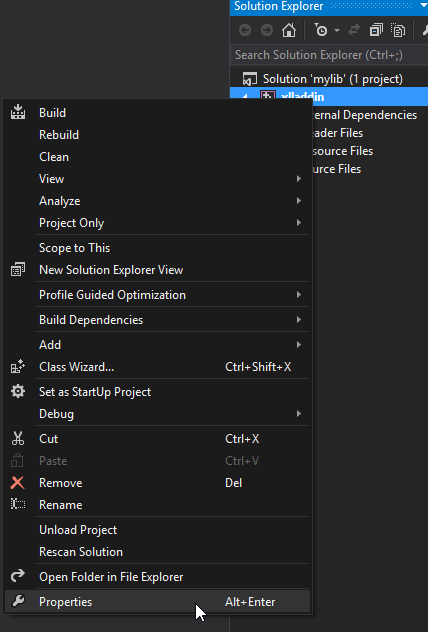 Solution Explorer
Search Solution Explorer (Ctrl+;)
Solution 'mylib' (1 project)
xlladdin
ternal Dependencies
eader Files
source Files
urce Files
Build
Rebuild
Clean
View
Analyze
Project Only
Scope to This
New Solution Explorer View
Profile Guided Optimization
Build Dependencies
Add
Class Wizard... Ctrl+Shift+X
Set as StartUp Project
Debug
Cut Ctrl+X
Paste Ctrl+V
Remove Del
Rename
Unload Project
Rescan Solution
Open Folder in File Explorer
Properties Alt+Enter